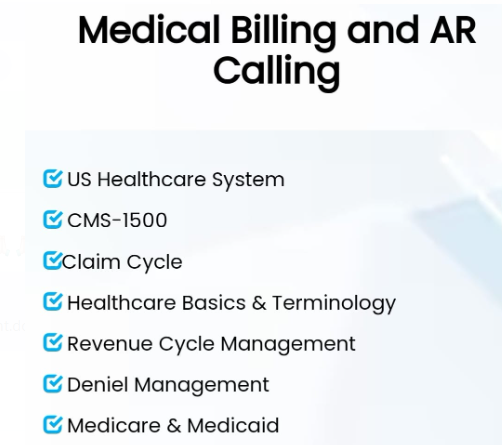 Medical Billing and AR
Calling
US Healthcare System
CMS-1500
Claim Cycle
Healthcare Basics & Terminology
Revenue Cycle Management
Deniel Management
Medicare & Medicaid